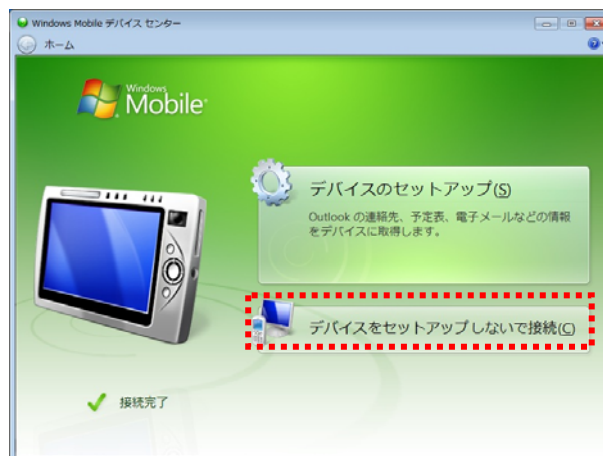 Windows Mobile デバイス センター
ホーム
Windows
Mobile
デバイスのセットアップ(S)
Outlook の連絡先、予定表、電子メールなどの情報
をデバイスに取得します。
デバイスをセットアップしないで接続(C)
接続完了